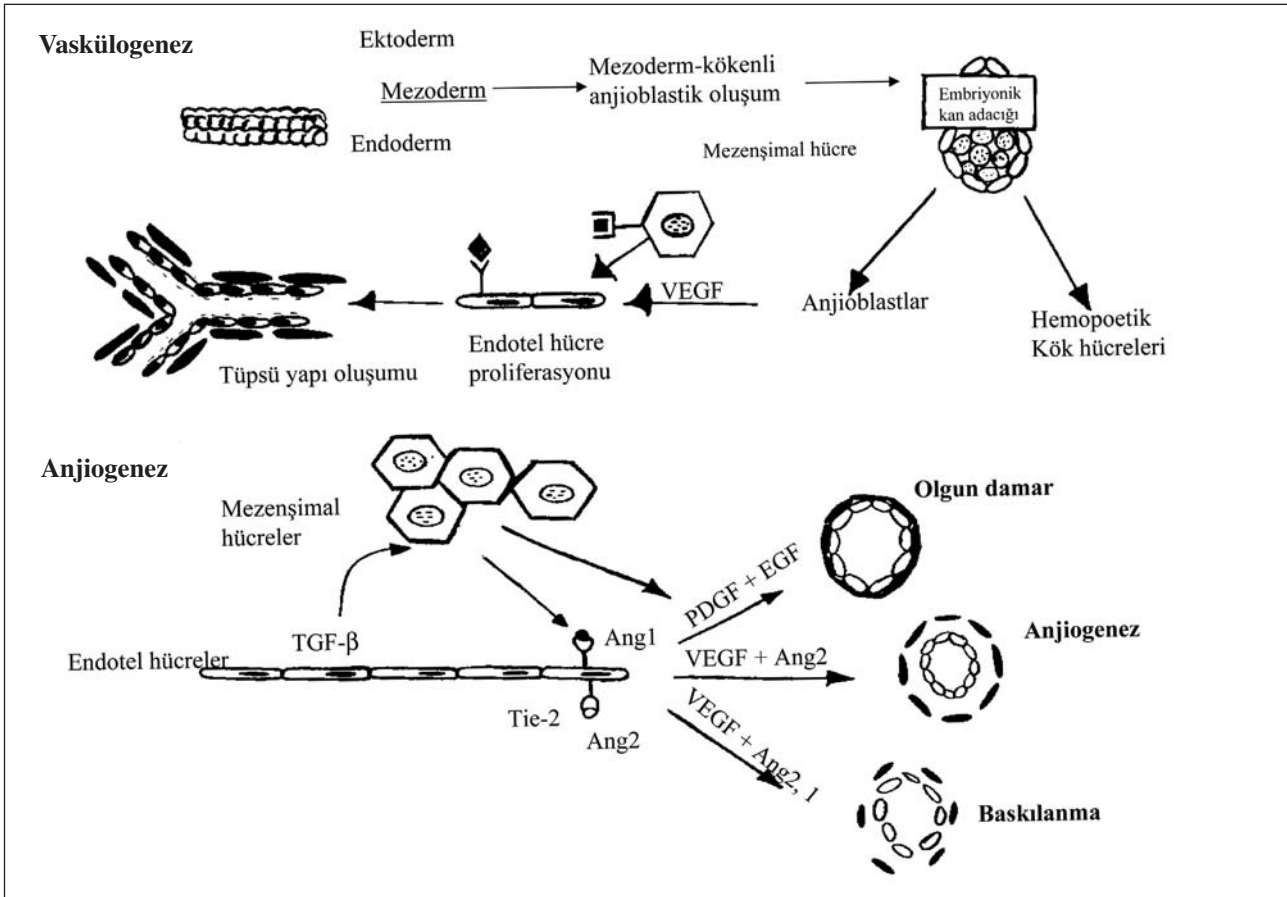 Vaskülogenez
Ektoderm
Mezoderm
Endoderm
Mezoderm-kökenli
anjioblastik oluşum
Embriyonik
kan adacığı
Mezenşimal hücre
VEGF
Anjioblastlar
Hemopoetik
Kök hücreleri
Endotel hücre
proliferasyonu
Tüpsü yapı oluşumu
Anjiogenez
Mezenşimal
hücreler
TGF-β
Endotel hücreler
Ang1
Tie-2
Ang2
PDGF + EGF
Olgun damar
VEGF + Ang2
Anjiogenez
VEGF + Ang2, 1
Baskılanma